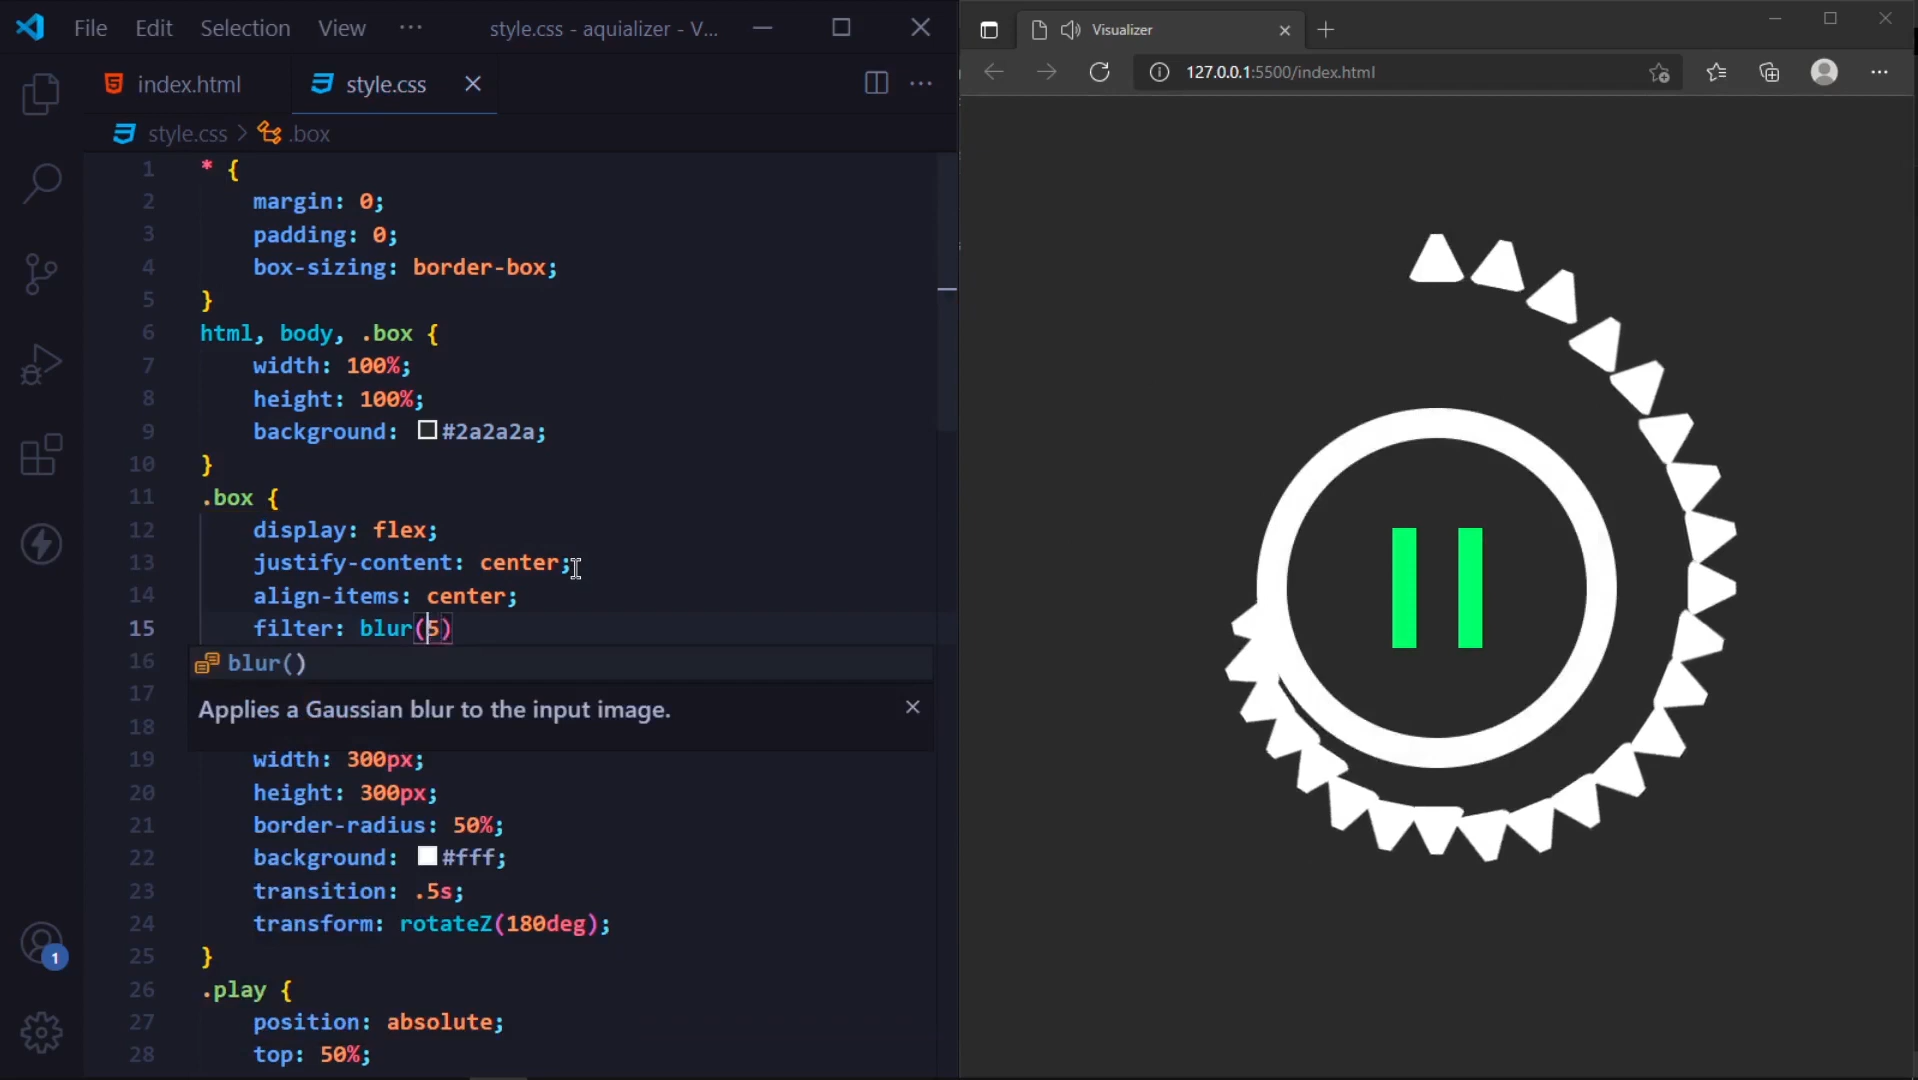 File Edit Selection View ··· style.css - aquializer - V...
index.html style.css
style.css > .box
1 * {
2 margin: 0;
3 padding: 0;
4 box-sizing: border-box;
5 }
6 html, body, .box {
7 width: 100%;
8 height: 100%;
9 background: #2a2a2a;
10 }
11 .box {
12 display: flex;
13 justify-content: center;
14 align-items: center;
15 filter: blur(5)
16 blur()
17 Applies a Gaussian blur to the input image.
18
19 width: 300px;
20 height: 300px;
21 border-radius: 50%;
22 background: #fff;
23 transition: .5s;
24 transform: rotateZ(180deg);
25 }
26 .play {
27 position: absolute;
28 top: 50%;
1
Visualizer
127.0.0.1:5500/index.html